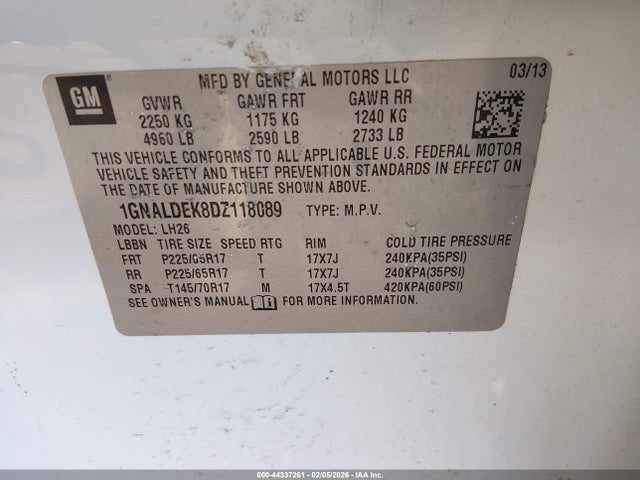 GM
MFD BY GENERAL MOTORS LLC 03/13
GVWR GAWR FRT GAWR RR
2250 KG 1175 KG 1240 KG
4960 LB 2590 LB 2733 LB
THIS VEHICLE CONFORMS TO ALL APPLICABLE U.S. FEDERAL MOTOR
VEHICLE SAFETY AND THEFT PREVENTION STANDARDS IN EFFECT ON
THE DATE OF MANUFACTURE SHOWN ABOVE.
1GNALDEK8DZ118089 TYPE: M.P.V.
MODEL: LH26
LBBN TIRE SIZE SPEED RTG RIM COLD TIRE PRESSURE
FRT P225/65R17 T 17X7J 240KPA(35PSI)
RR P225/65R17 T 17X7J 240KPA(35PSI)
SPA T145/70R17 M 17X4.5T 420KPA(60PSI)
SEE OWNER'S MANUAL FOR MORE INFORMATION.
000-44337261 - 02/05/2026 - IAA Inc.